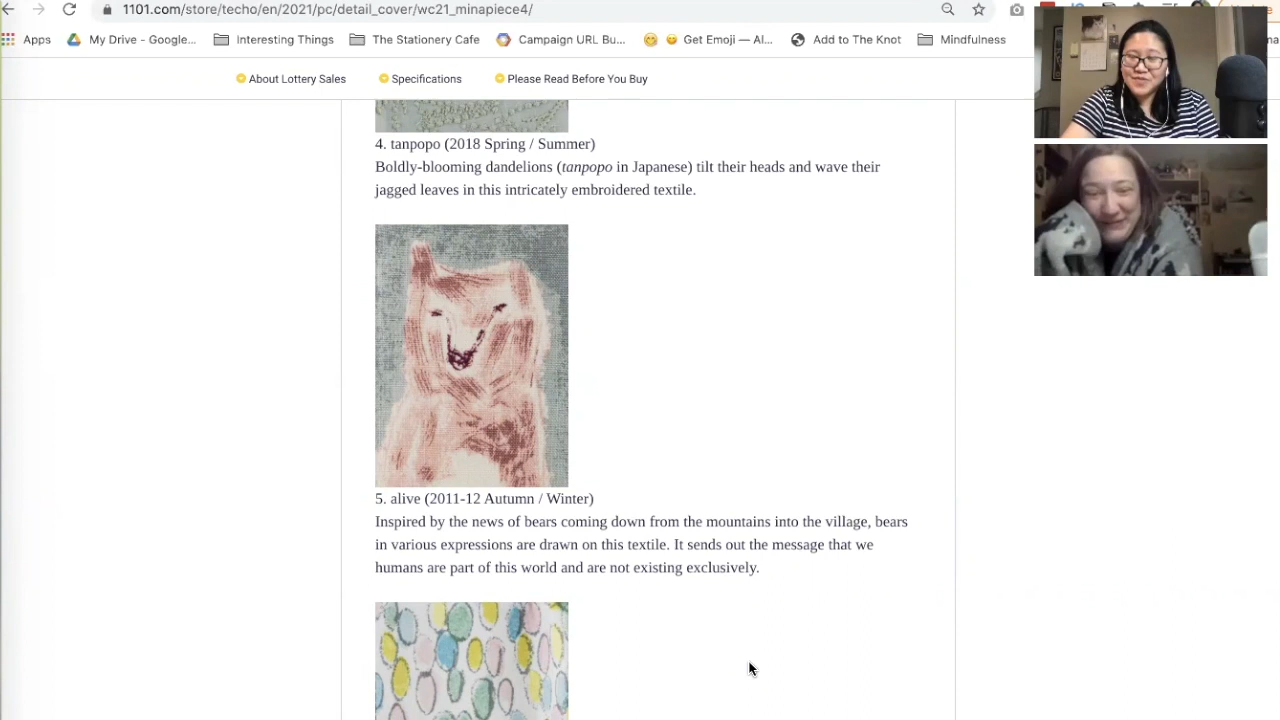 1101.com/store/techo/en/2021/pc/detail_cover/wc21_minapiece4/
Apps My Drive - Google... Interesting Things The Stationery Cafe Campaign URL Bu... Get Emoji — Al... Add to The Knot Mindfulness
About Lottery Sales Specifications Please Read Before You Buy
4. tanpopo (2018 Spring / Summer)
Boldly-blooming dandelions (tanpopo in Japanese) tilt their heads and wave their
jagged leaves in this intricately embroidered textile.
5. alive (2011-12 Autumn / Winter)
Inspired by the news of bears coming down from the mountains into the village, bears
in various expressions are drawn on this textile. It sends out the message that we
humans are part of this world and are not existing exclusively.